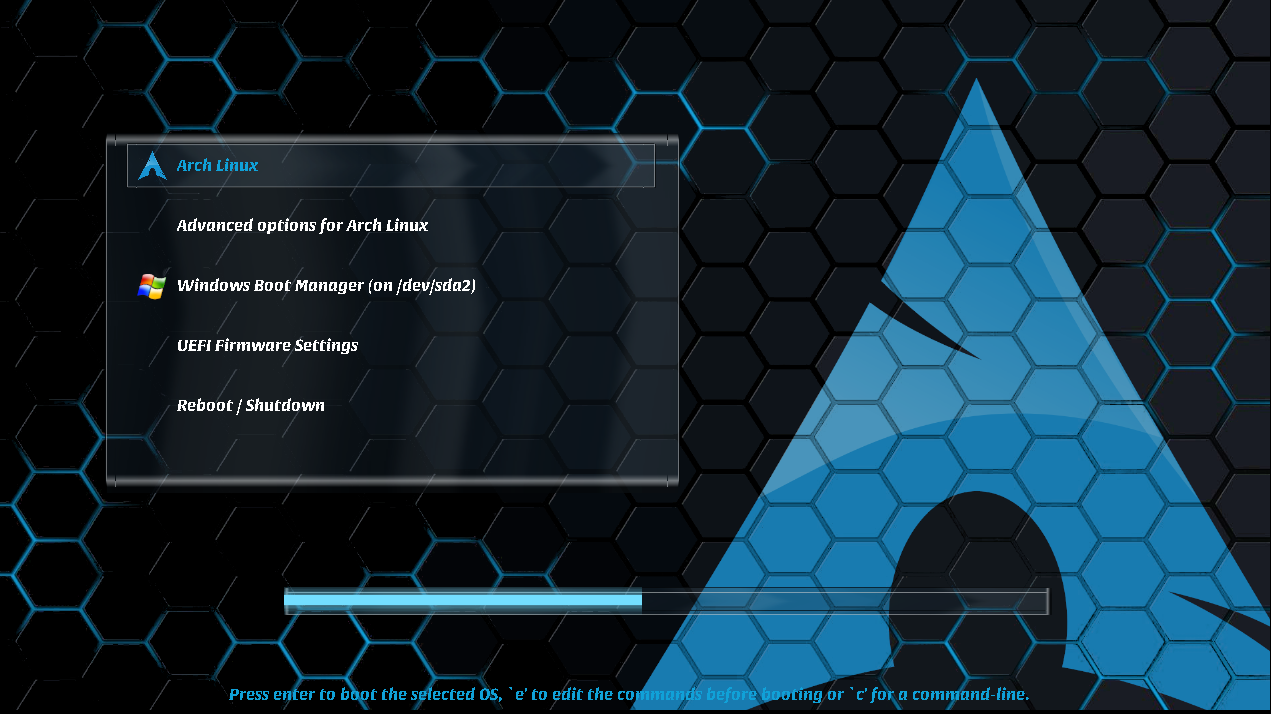 Arch Linux
Advanced options for Arch Linux
Windows Boot Manager (on /dev/sda2)
UEFI Firmware Settings
Reboot / Shutdown
Press enter to boot the selected OS, `e' to edit the commands before booting or `c' for a command-line.